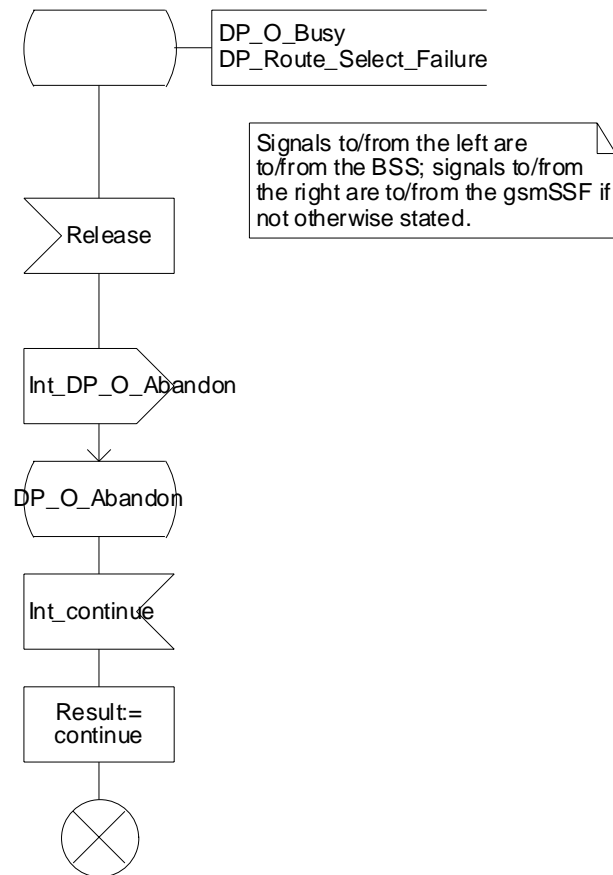 DP_O_Busy
DP_Route_Select_Failure
Signals to/from the left are
to/from the BSS; signals to/from
the right are to/from the gsmSSF if
not otherwise stated.
Release
Int_DP_O_Abandon
DP_O_Abandon
Int_continue
Result:=
continue